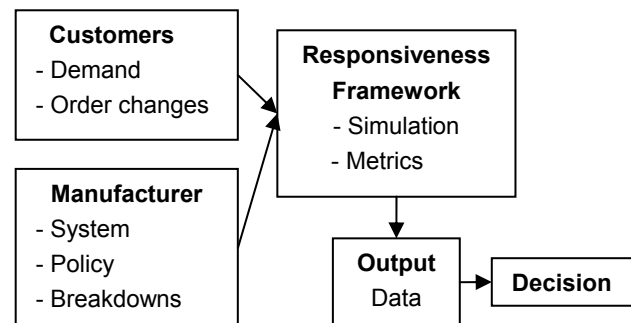 Customers
- Demand
- Order changes
Manufacturer
- System
- Policy
- Breakdowns
Responsiveness
Framework
- Simulation
- Metrics
Output
Data
Decision